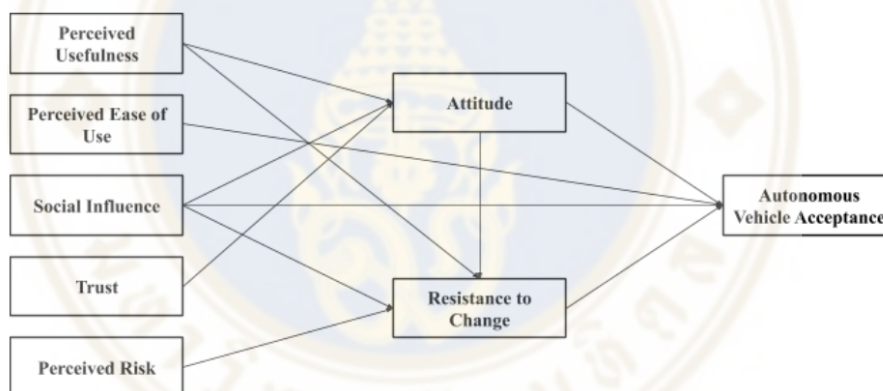 Perceived
Usefulness
Perceived Ease of
Use
Social Influence
Trust
Perceived Risk
Attitude
Resistance to
Change
Autonomous
Vehicle Acceptance